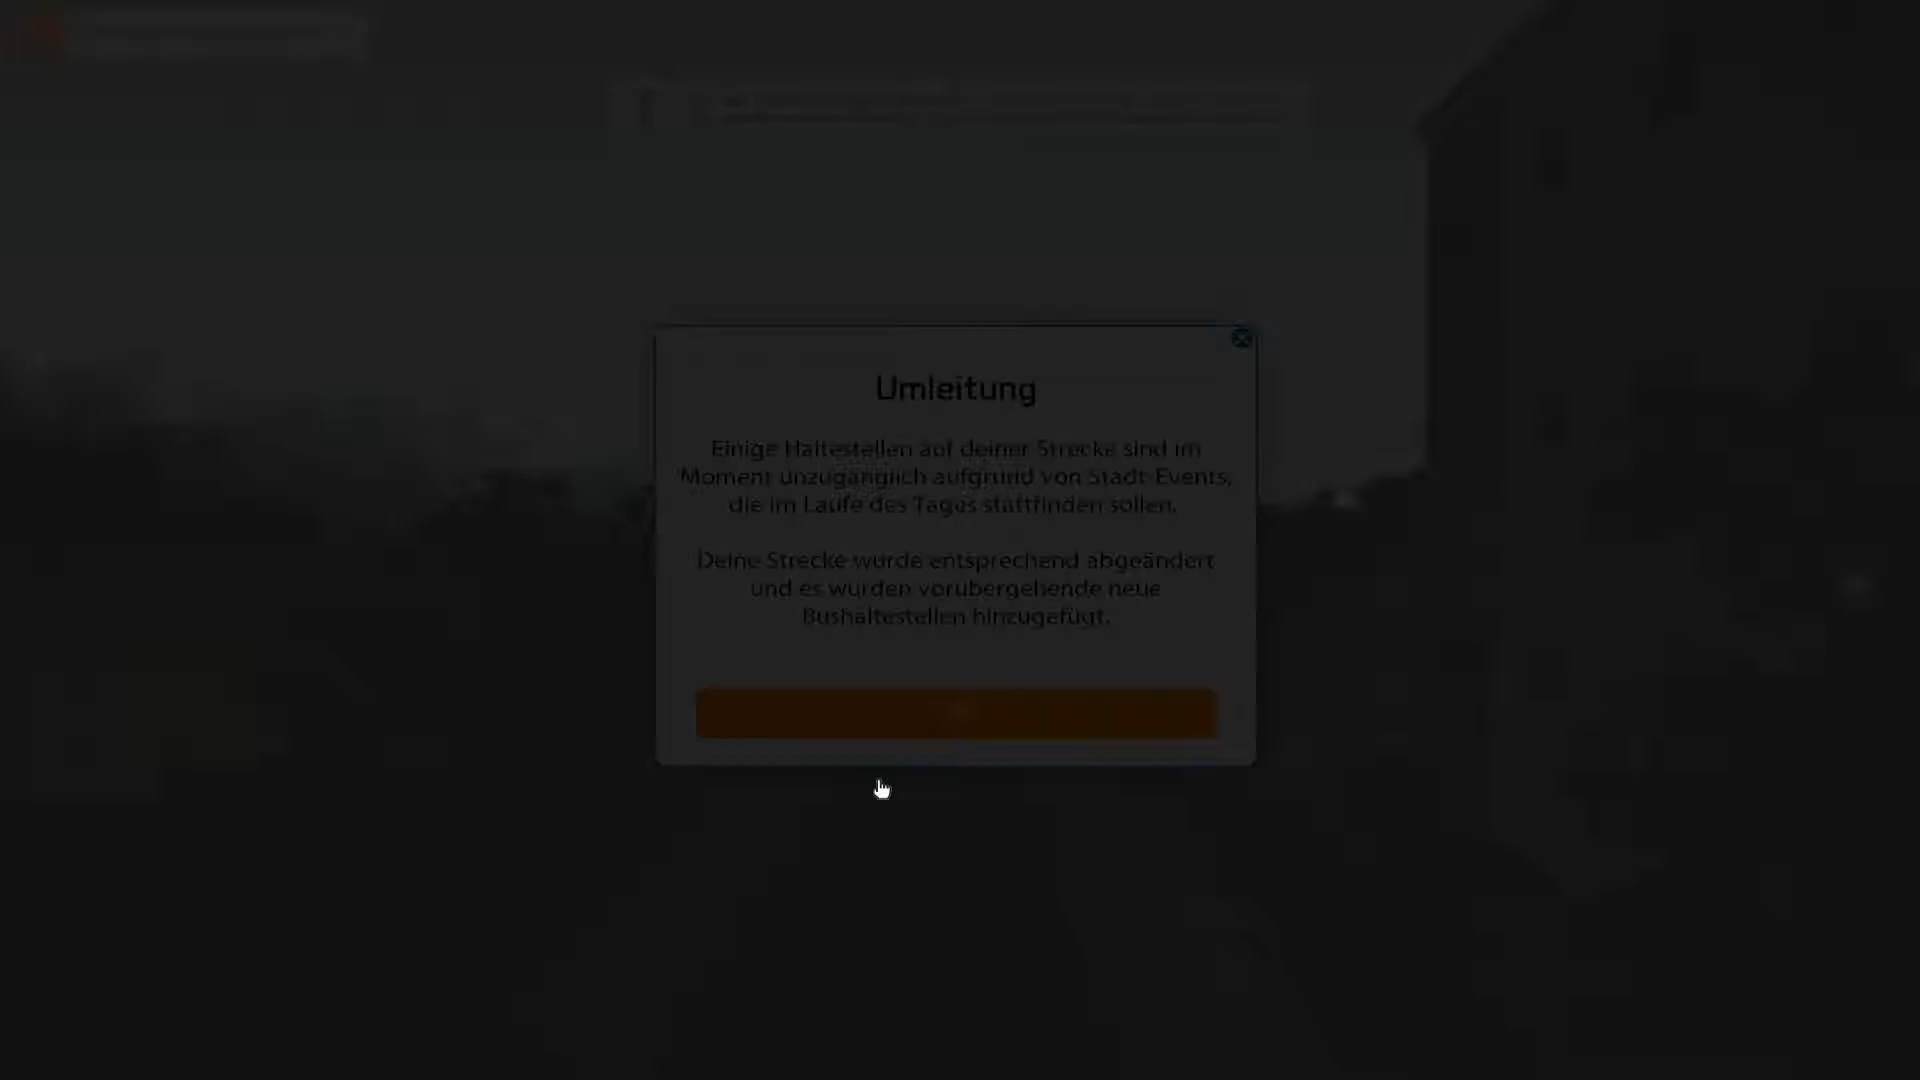 Umleitung
Einige Haltestellen auf deiner Strecke sind im
Moment unzugänglich aufgrund von Stadt-Events,
die im Laufe des Tages stattfinden sollen.
Deine Strecke wurde entsprechend abgeändert
und es wurden vorübergehende neue
Bushaltestellen hinzugefügt.